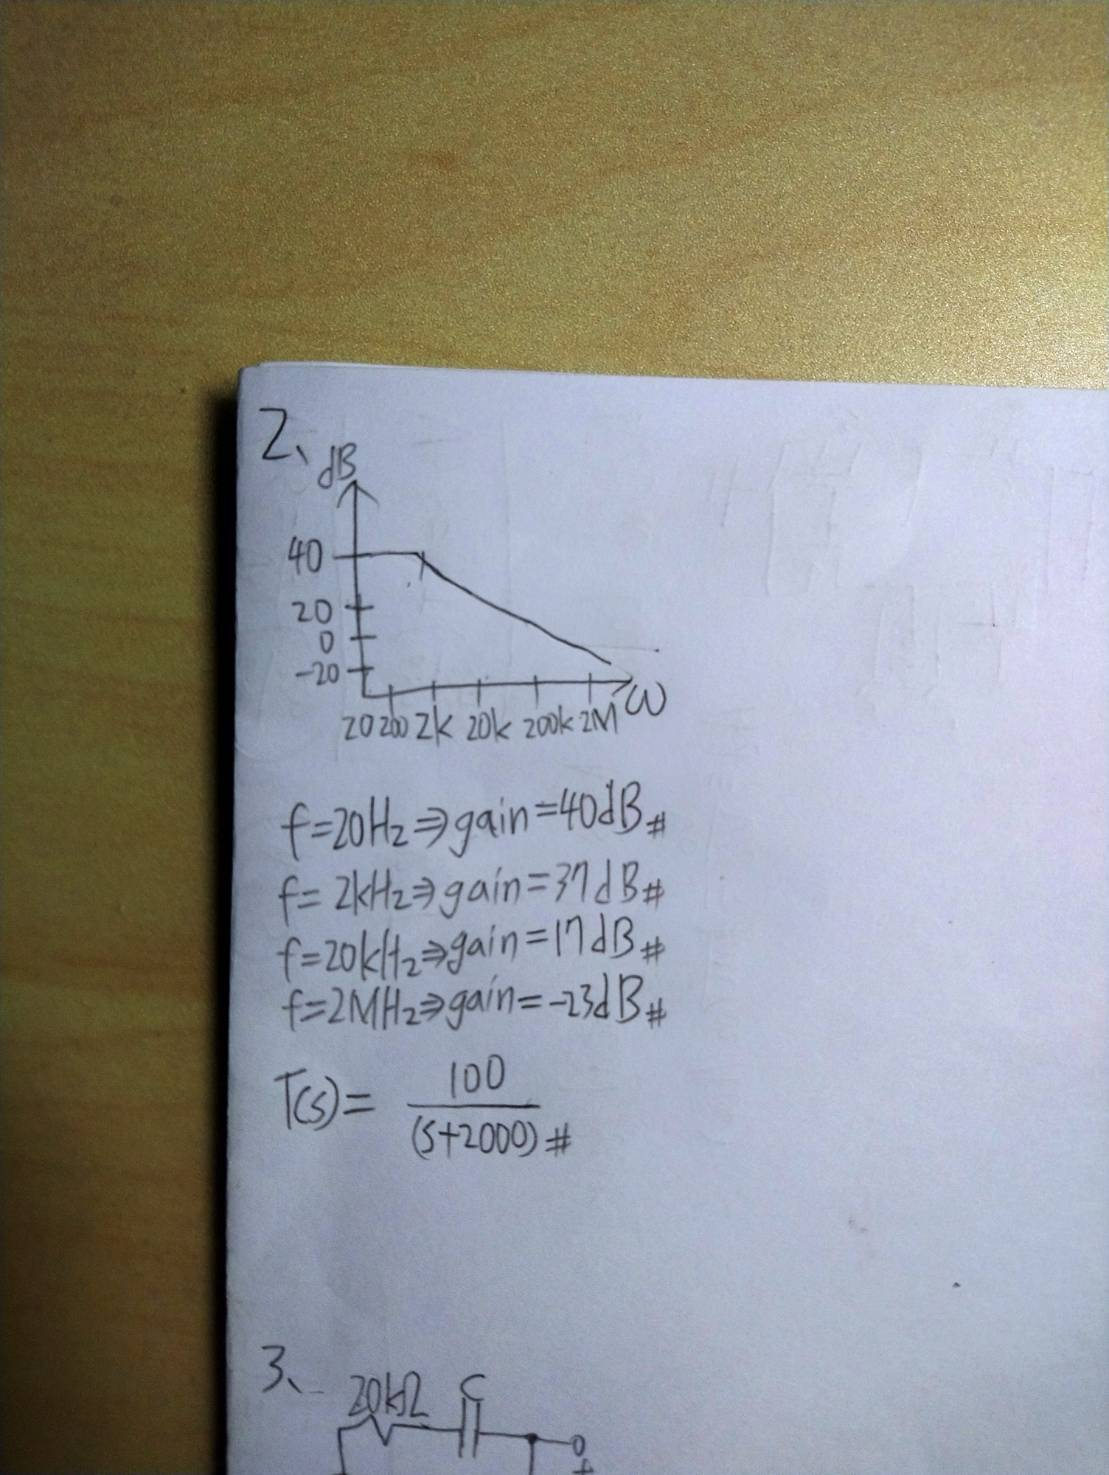 2、
dB
40
20
0
-20
20 200 2k 20k 200k 2M ω
f=20Hz⇒gain=40dB#
f=2kHz⇒gain=37dB#
f=20kHz⇒gain=17dB#
f=2MHz⇒gain=-23dB#
T(s)= 100
(s+2000)#
3、
20kΩ C
o
+